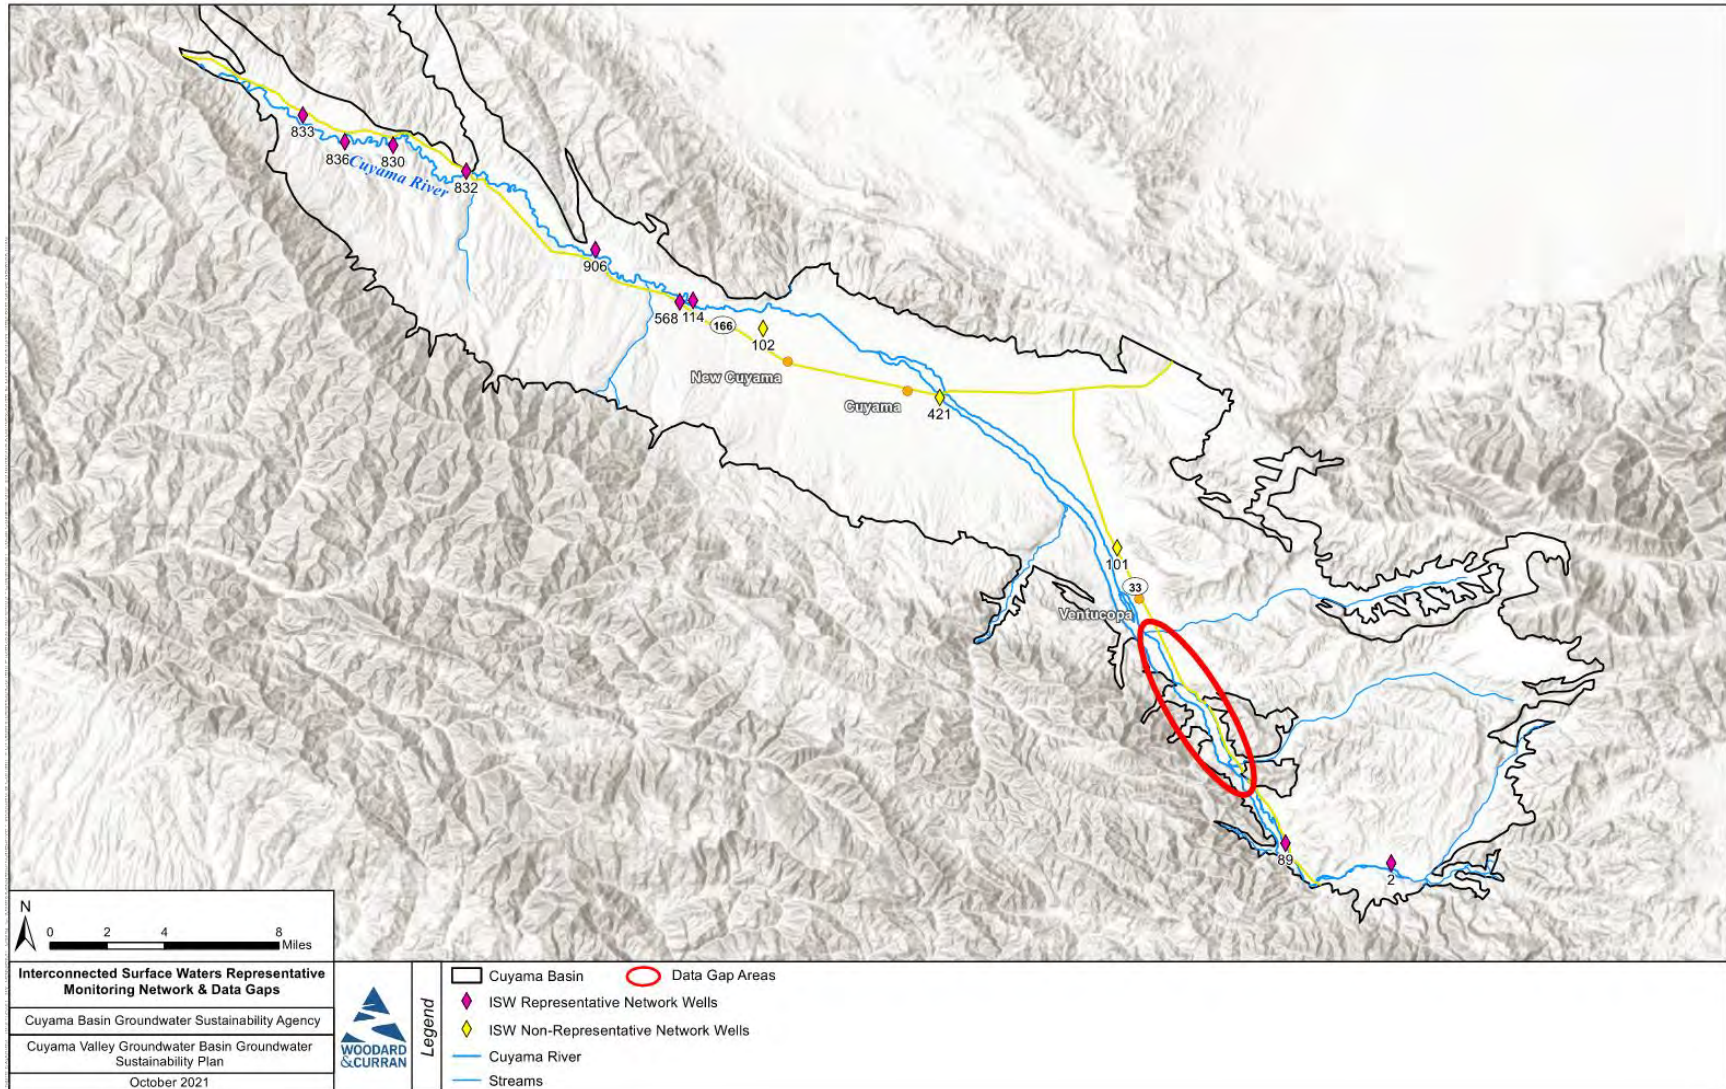 833
836
830
Cuyama River
832
906
568
114
166
102
New Cuyama
Cuyama
421
101
33
Ventucopa
89
2
N
0 2 4 8
Miles
Interconnected Surface Waters Representative
Monitoring Network & Data Gaps
Cuyama Basin Groundwater Sustainability Agency
Cuyama Valley Groundwater Basin Groundwater
Sustainability Plan
October 2021
WOODARD
&CURRAN
Legend
Cuyama Basin
Data Gap Areas
ISW Representative Network Wells
ISW Non-Representative Network Wells
Cuyama River
Streams